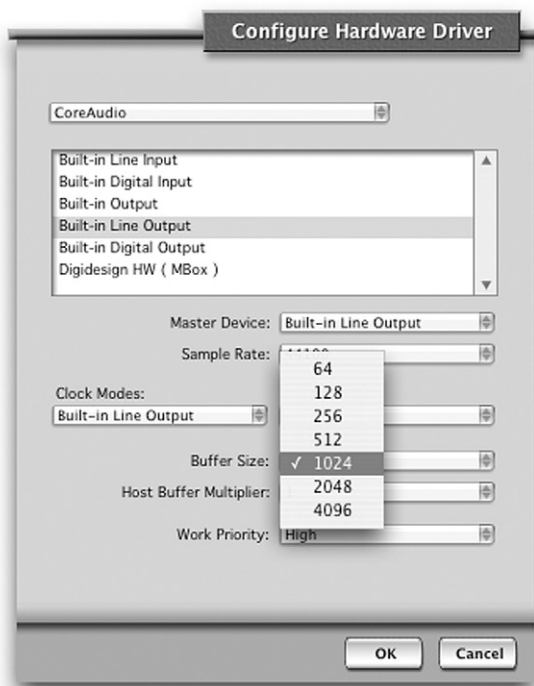 Configure Hardware Driver
CoreAudio
Built-in Line Input
Built-in Digital Input
Built-in Output
Built-in Line Output
Built-in Digital Output
Digidesign HW ( MBox )
Master Device: Built-in Line Output
Sample Rate:
64
Clock Modes:
128
Built-in Line Output
256
512
Buffer Size: ✓ 1024
2048
Host Buffer Multiplier:
4096
Work Priority: High
OK Cancel